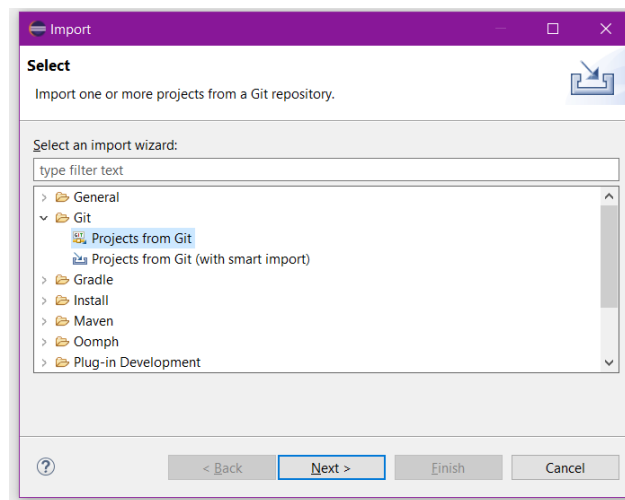 Import
Select
Import one or more projects from a Git repository.
Select an import wizard:
type filter text
General
Git
Projects from Git
Projects from Git (with smart import)
Gradle
Install
Maven
Oomph
Plug-in Development
< Back
Next >
Finish
Cancel